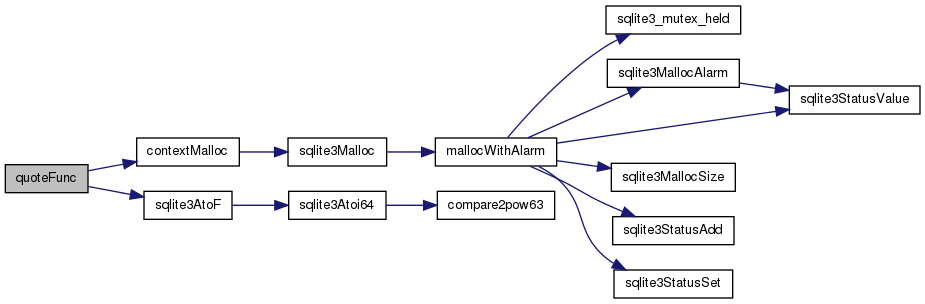 quoteFunc
contextMalloc
sqlite3AtoF
sqlite3Malloc
sqlite3Atoi64
mallocWithAlarm
compare2pow63
sqlite3_mutex_held
sqlite3MallocAlarm
sqlite3StatusValue
sqlite3MallocSize
sqlite3StatusAdd
sqlite3StatusSet